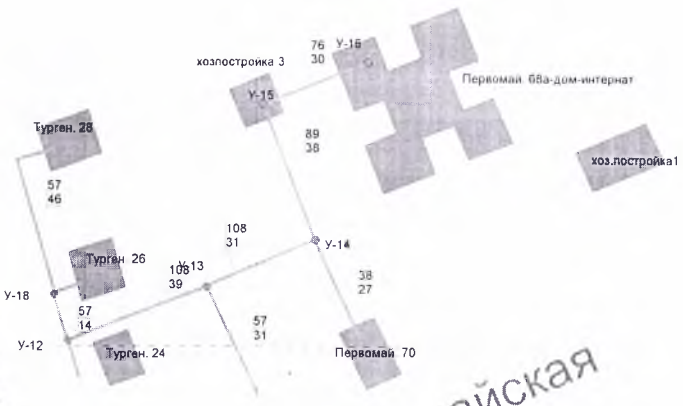 76 У-16
30
хозпостройка 3
Первомай. 68а-дом-интернат
У-15
Турген. 28
89
38
хоз.постройка1
57
46
108
31
У-14
Турген. 26
108 У-13
39
38
27
У-18
57
14
57
31
У-12
Турген. 24
Первомай. 70
айская